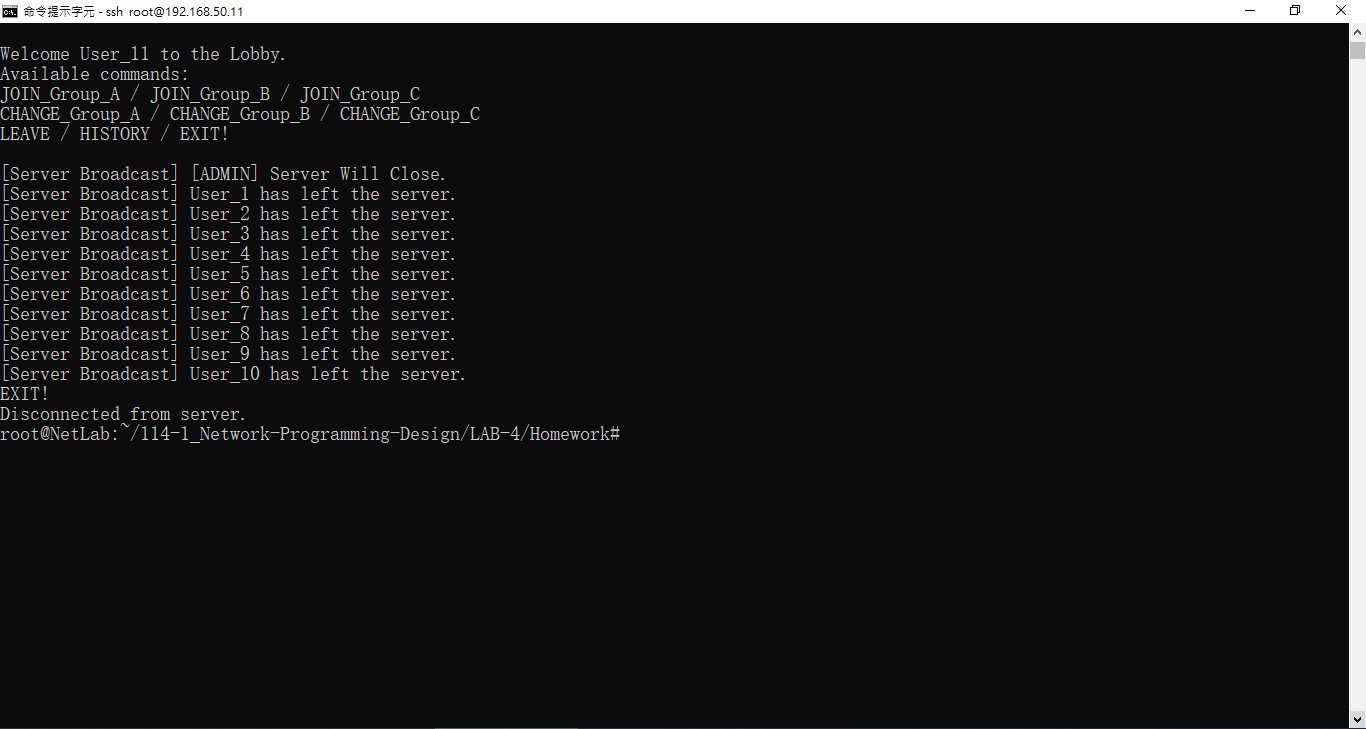 命令提示字元 - ssh root@192.168.50.11
Welcome User_11 to the Lobby.
Available commands:
JOIN_Group_A / JOIN_Group_B / JOIN_Group_C
CHANGE_Group_A / CHANGE_Group_B / CHANGE_Group_C
LEAVE / HISTORY / EXIT!
[Server Broadcast] [ADMIN] Server Will Close.
[Server Broadcast] User_1 has left the server.
[Server Broadcast] User_2 has left the server.
[Server Broadcast] User_3 has left the server.
[Server Broadcast] User_4 has left the server.
[Server Broadcast] User_5 has left the server.
[Server Broadcast] User_6 has left the server.
[Server Broadcast] User_7 has left the server.
[Server Broadcast] User_8 has left the server.
[Server Broadcast] User_9 has left the server.
[Server Broadcast] User_10 has left the server.
EXIT!
Disconnected from server.
root@NetLab:~/114-1_Network-Programming-Design/LAB-4/Homework#